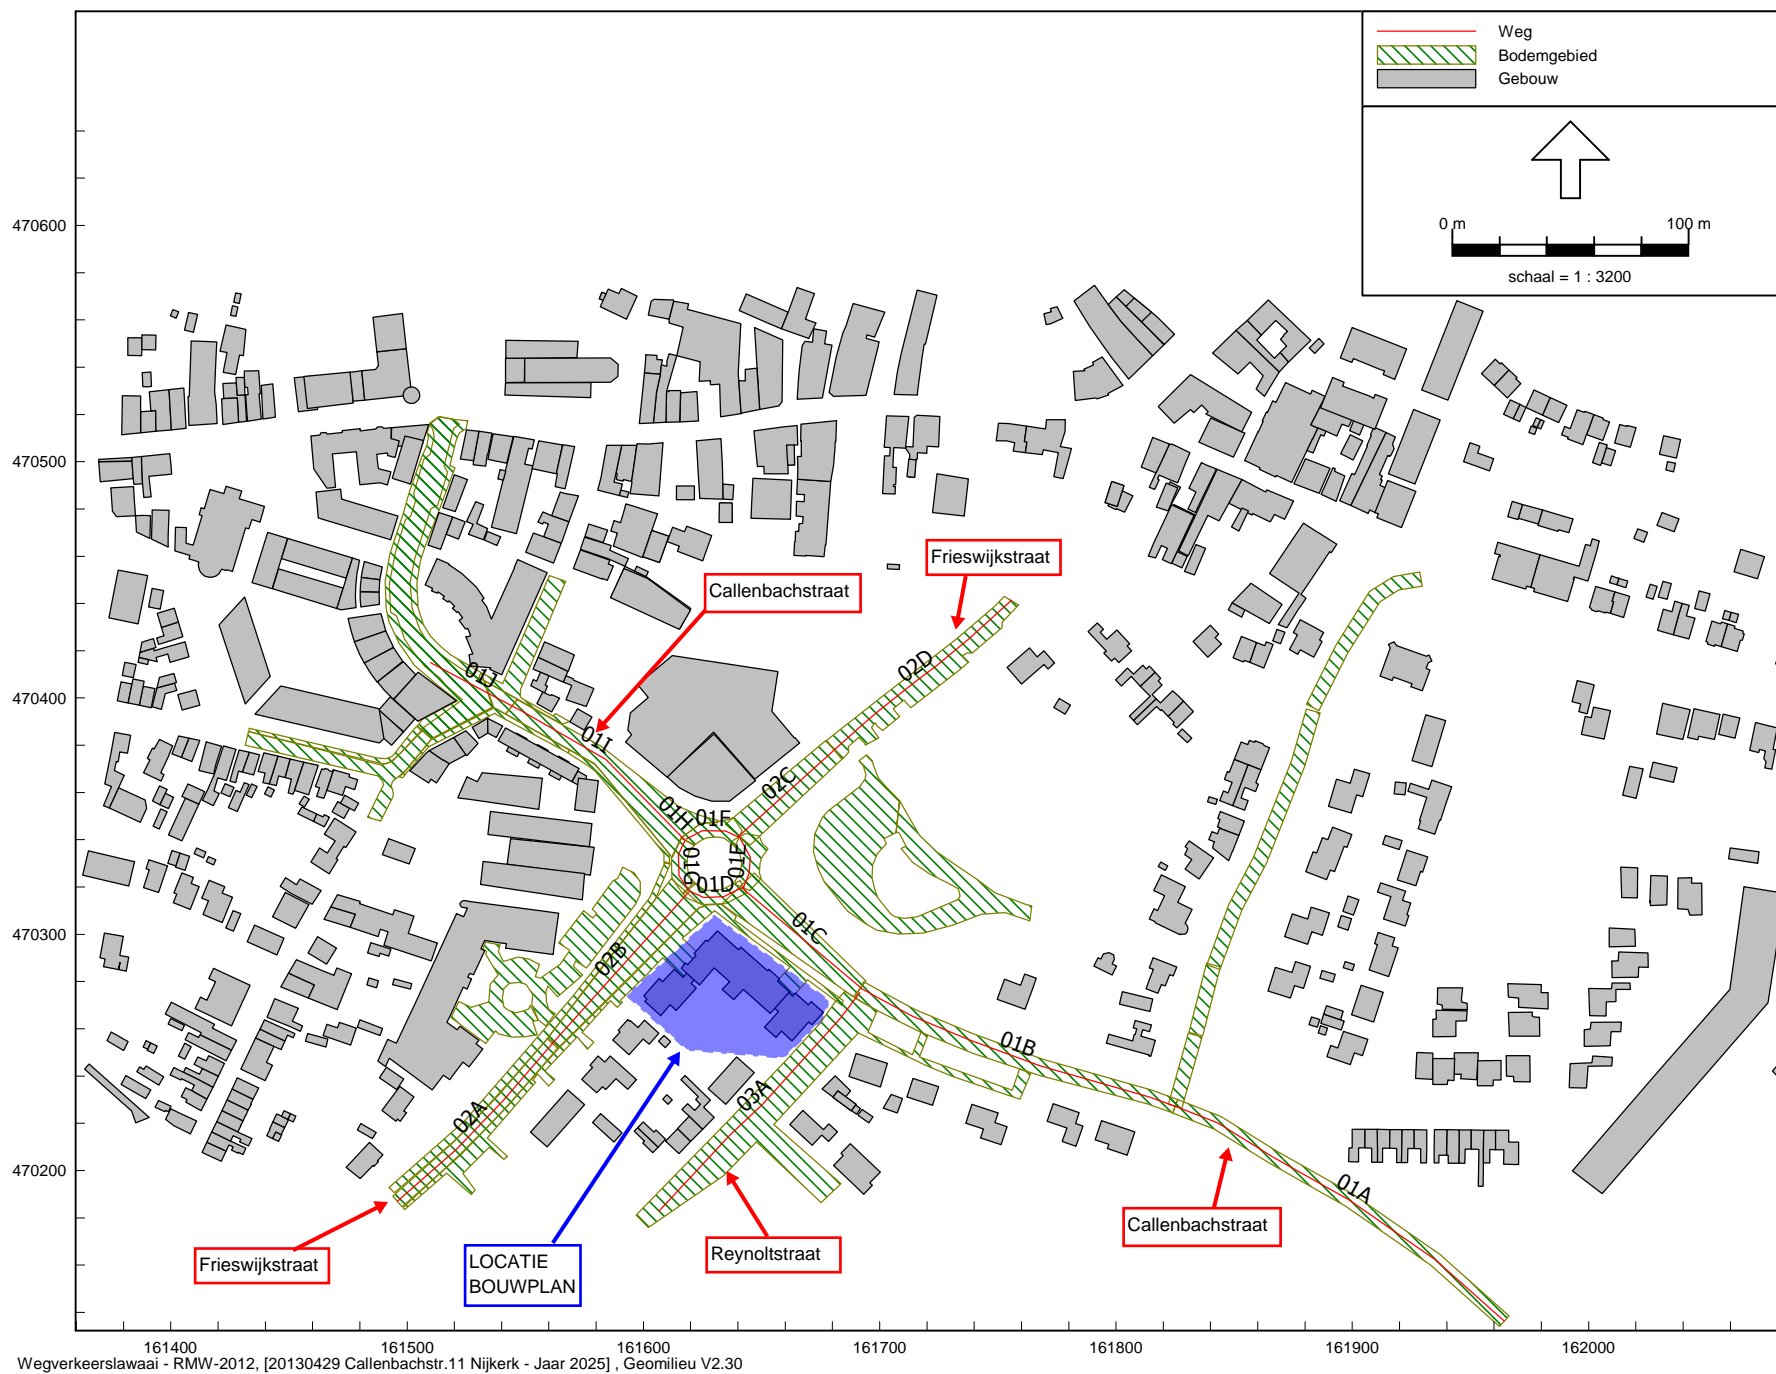 Weg
Bodemgebied
Gebouw
0 m
100 m
schaal = 1 : 3200
470600
470500
470400
470300
470200
Frieswijkstraat
Callenbachstraat
02D
01J
01I
02C
01H
01F
01G
01E
01D
01C
02B
01B
03A
02A
01A
Callenbachstraat
Reynoltstraat
Frieswijkstraat
LOCATIE
BOUWPLAN
161400
161500
161600
161700
161800
161900
162000
Wegverkeerslawaai - RMW-2012, [20130429 Callenbachstr.11 Nijkerk - Jaar 2025] , Geomilieu V2.30